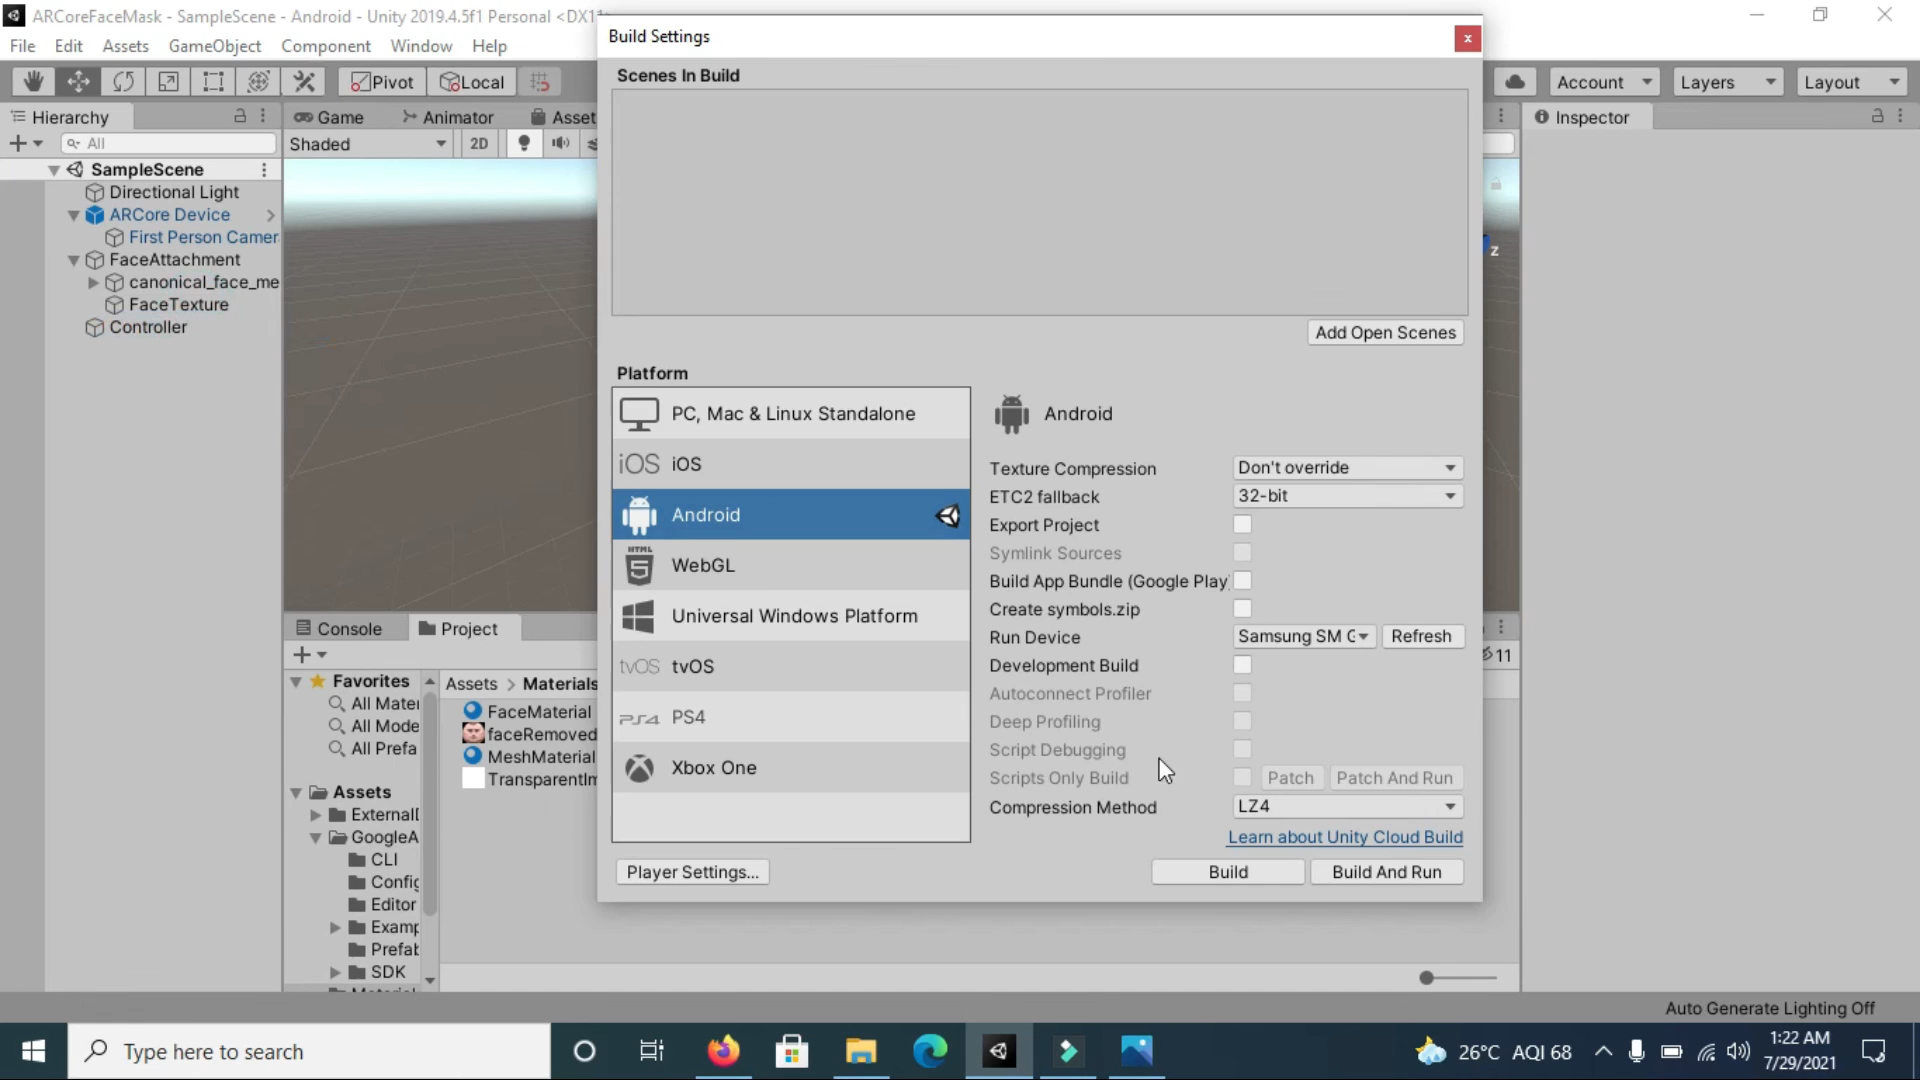 ARCoreFaceMask - SampleScene - Android - Unity 2019.4.5f1 Personal <DX11
File Edit Assets GameObject Component Window Help
Pivot Local Account Layers Layout
Build Settings
Scenes In Build
Add Open Scenes
Hierarchy
All
SampleScene
Directional Light
ARCore Device
First Person Camer
FaceAttachment
canonical_face_me
FaceTexture
Controller
Game Animator Asset
Shaded 2D
z
Inspector
Platform
PC, Mac & Linux Standalone
iOS iOS
Android
HTML 5 WebGL
Universal Windows Platform
tvOS tvOS
PS4 PS4
Xbox One
Android
Texture Compression Don't override
ETC2 fallback 32-bit
Export Project
Symlink Sources
Build App Bundle (Google Play)
Create symbols.zip
Run Device Samsung SM Refresh
Development Build
Autoconnect Profiler
Deep Profiling
Script Debugging
Scripts Only Build Patch Patch And Run
Compression Method LZ4
Learn about Unity Cloud Build
Player Settings... Build Build And Run
Console Project
11
Favorites
All Mate
All Mode
All Prefa
Assets
External
GoogleA
CLI
Config
Editor
Examp
Prefab
SDK
Assets > Materials
FaceMaterial
faceRemoved
MeshMaterial
TransparentIm
Auto Generate Lighting Off
Type here to search
26°C AQI 68
1:22 AM
7/29/2021